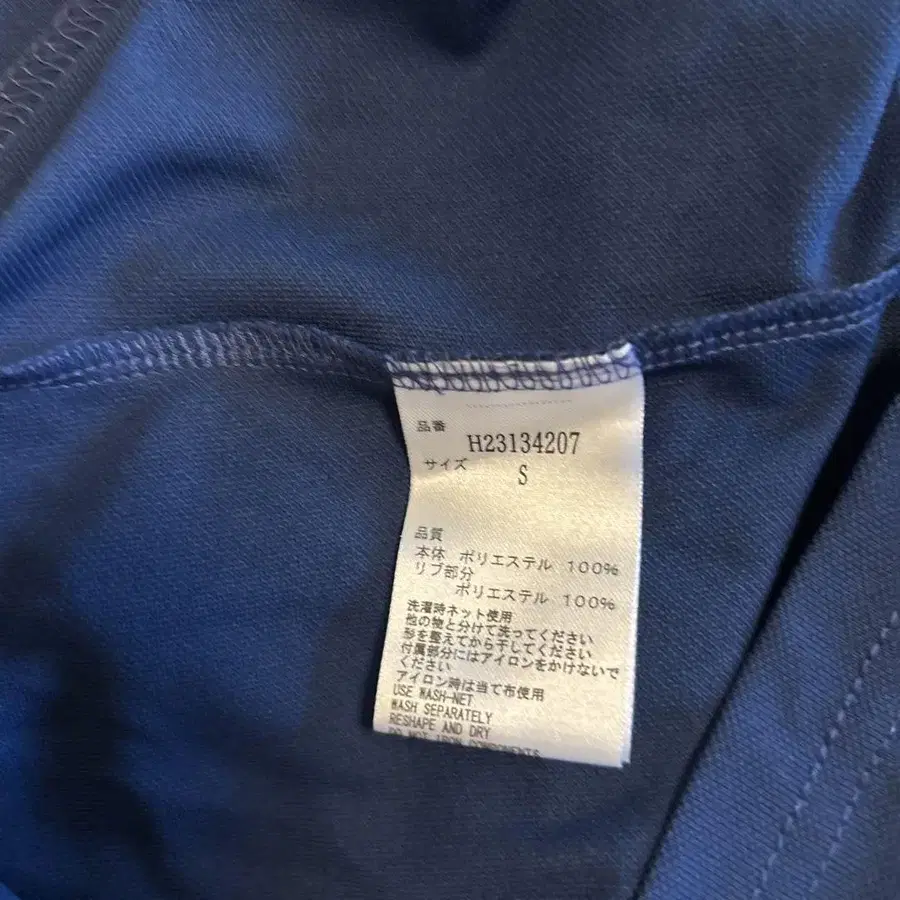 品番
H23134207
サイズ
S
品質
本体 ポリエステル 100%
リブ部分
ポリエステル 100%
洗濯時ネット使用
他の物と分けて洗ってください
形を整えてから干してください
付属部分にはアイロンをかけないで
ください
アイロン時は当て布使用
USE WASH-NET
WASH SEPARATELY
RESHAPE AND DRY
DO NOT IRON COMPONENTS